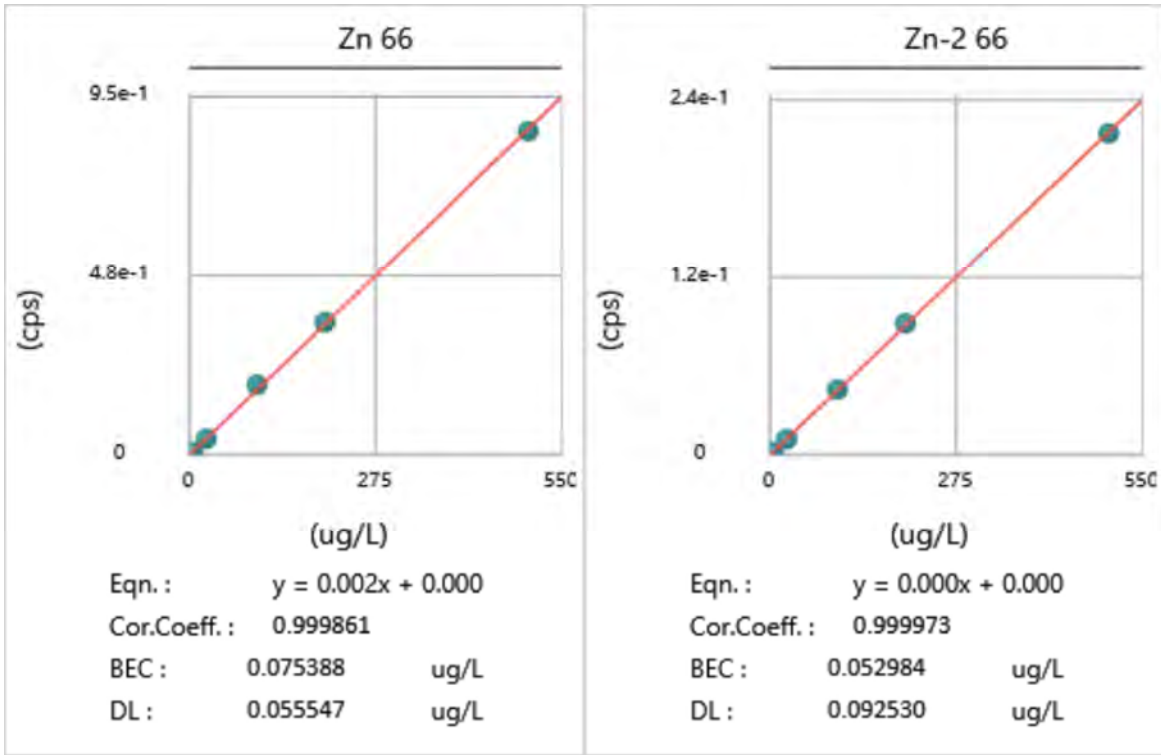 Zn 66
9.5e-1
4.8e-1
0
(cps)
0 275 550
(ug/L)
Eqn. : y = 0.002x + 0.000
Cor.Coeff. : 0.999861
BEC : 0.075388 ug/L
DL : 0.055547 ug/L
Zn-2 66
2.4e-1
1.2e-1
0
(cps)
0 275 550
(ug/L)
Eqn. : y = 0.000x + 0.000
Cor.Coeff. : 0.999973
BEC : 0.052984 ug/L
DL : 0.092530 ug/L